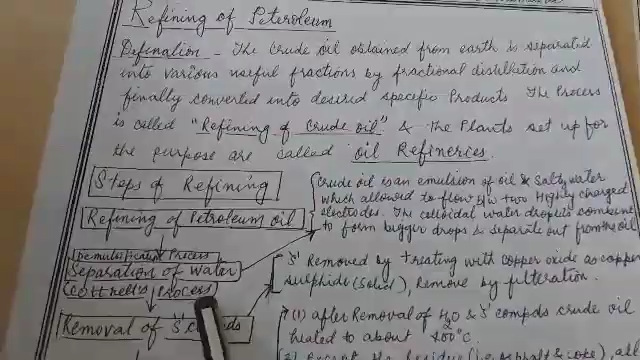 Refining of Peteroleum
Defination - The Crude oil obtained from earth is separated
into various useful fractions by fractional distillation and
finally converted into desired specific Products The Process
is called "Refining of Crude oil" & the Plants set up for
the purpose are called oil Refineries.
Steps of Refining
Refining of Petroleum oil
Crude oil is an emulsion of oil & Salty water
which allowed to flow b/w two Highly charged
electrodes. The colloidal water droplets combine
to form bigger drops & separate out from the oil
Demulsification Process
Separation of Water
Cottrell's Process
'S' Removed by treating with copper oxide as copper
sulphide (Solid), remove by filteration.
Removal of 'S' 
(1) after Removal of H2O & 'S' compds crude oil
heated to about 400°C.
(2)